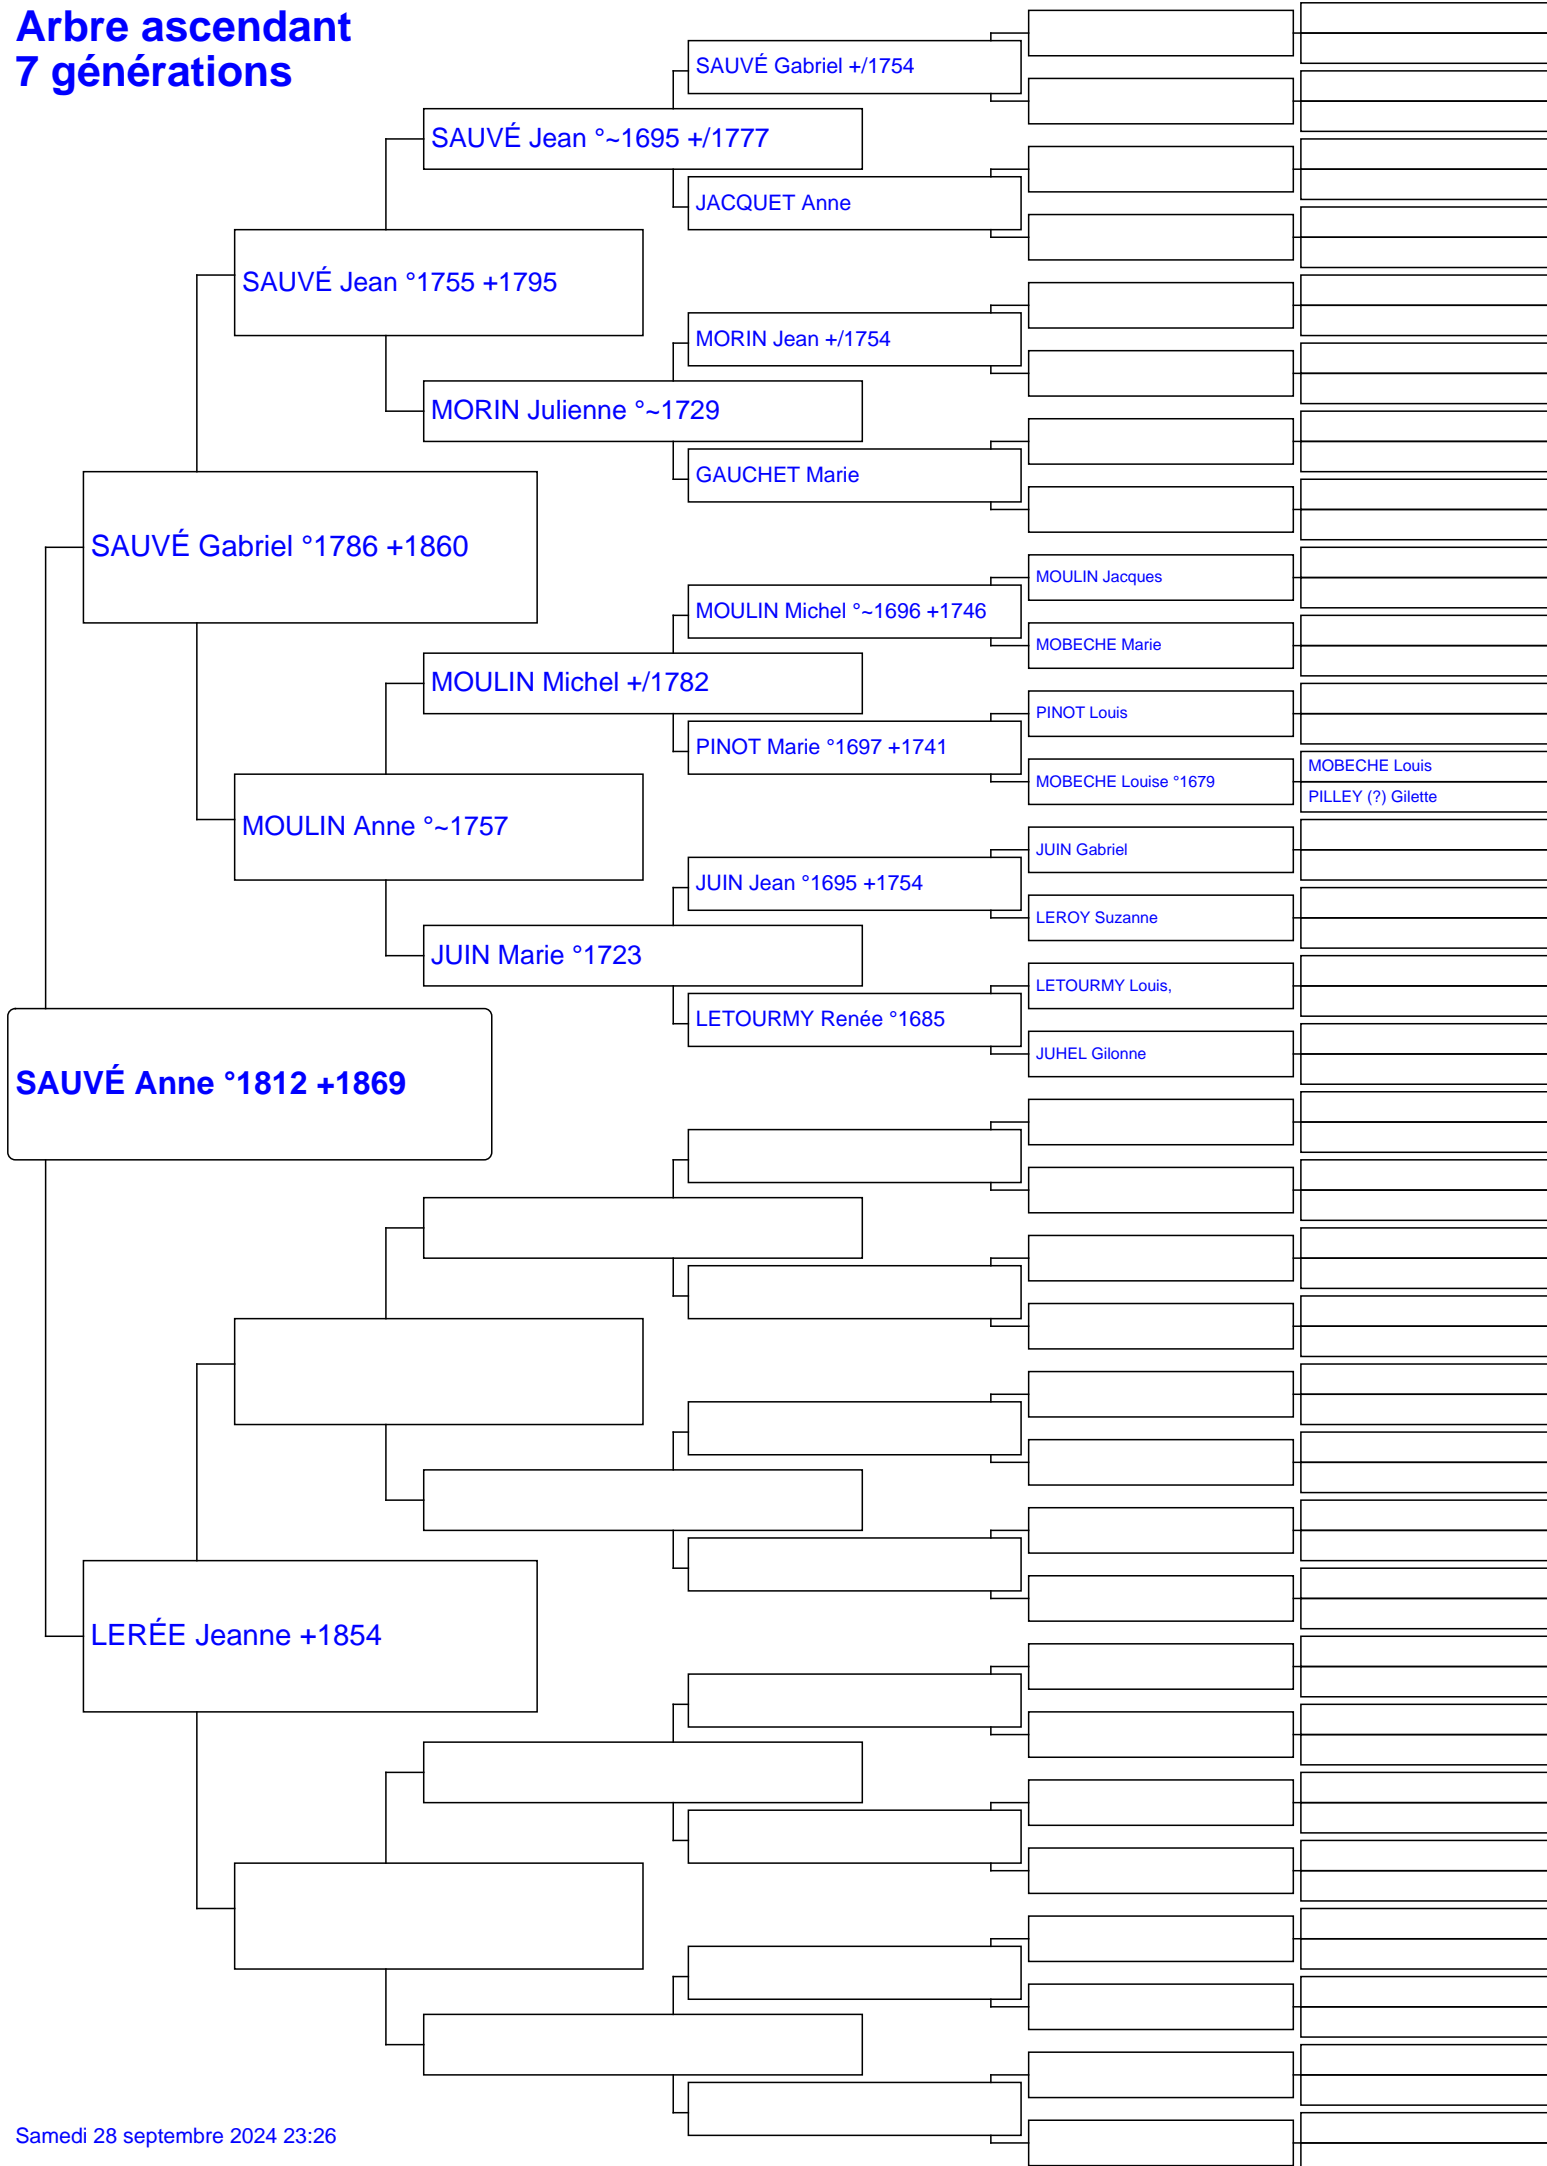 Arbre ascendant
7 générations
SAUVÉ Gabriel +/1754
SAUVÉ Jean °~1695 +/1777
JACQUET Anne
SAUVÉ Jean °1755 +1795
MORIN Jean +/1754
MORIN Julienne °~1729
GAUCHET Marie
SAUVÉ Gabriel °1786 +1860
MOULIN Jacques
MOULIN Michel °~1696 +1746
MOBECHE Marie
MOULIN Michel +/1782
PINOT Louis
PINOT Marie °1697 +1741
MOBECHE Louis
MOBECHE Louise °1679
PILLEY (?) Gilette
MOULIN Anne °~1757
JUIN Gabriel
JUIN Jean °1695 +1754
LEROY Suzanne
JUIN Marie °1723
LETOURMY Louis,
LETOURMY Renée °1685
JUHEL Gilonne
SAUVÉ Anne °1812 +1869
LERÉE Jeanne +1854
Samedi 28 septembre 2024 23:26